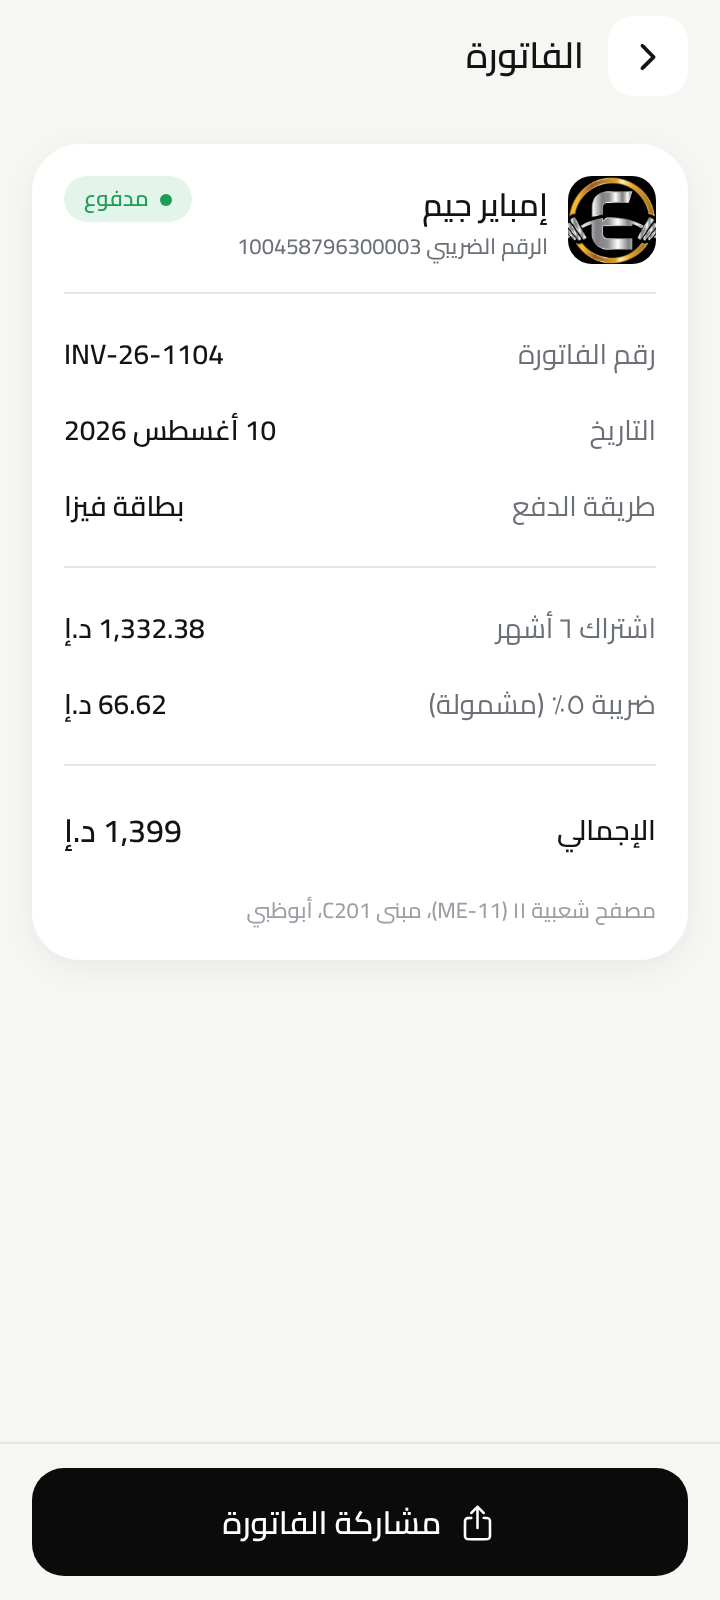 الفاتورة
إمباير جيم
مدفوع
الرقم الضريبي 100458796300003
رقم الفاتورة INV-26-1104
التاريخ 10 أغسطس 2026
طريقة الدفع بطاقة فيزا
اشتراك ٦ أشهر 1,332.38 د.إ
ضريبة ٥٪ (مشمولة) 66.62 د.إ
الإجمالي 1,399 د.إ
مصفح شعبية ١١ (ME-11)، مبنى C201، أبوظبي
مشاركة الفاتورة